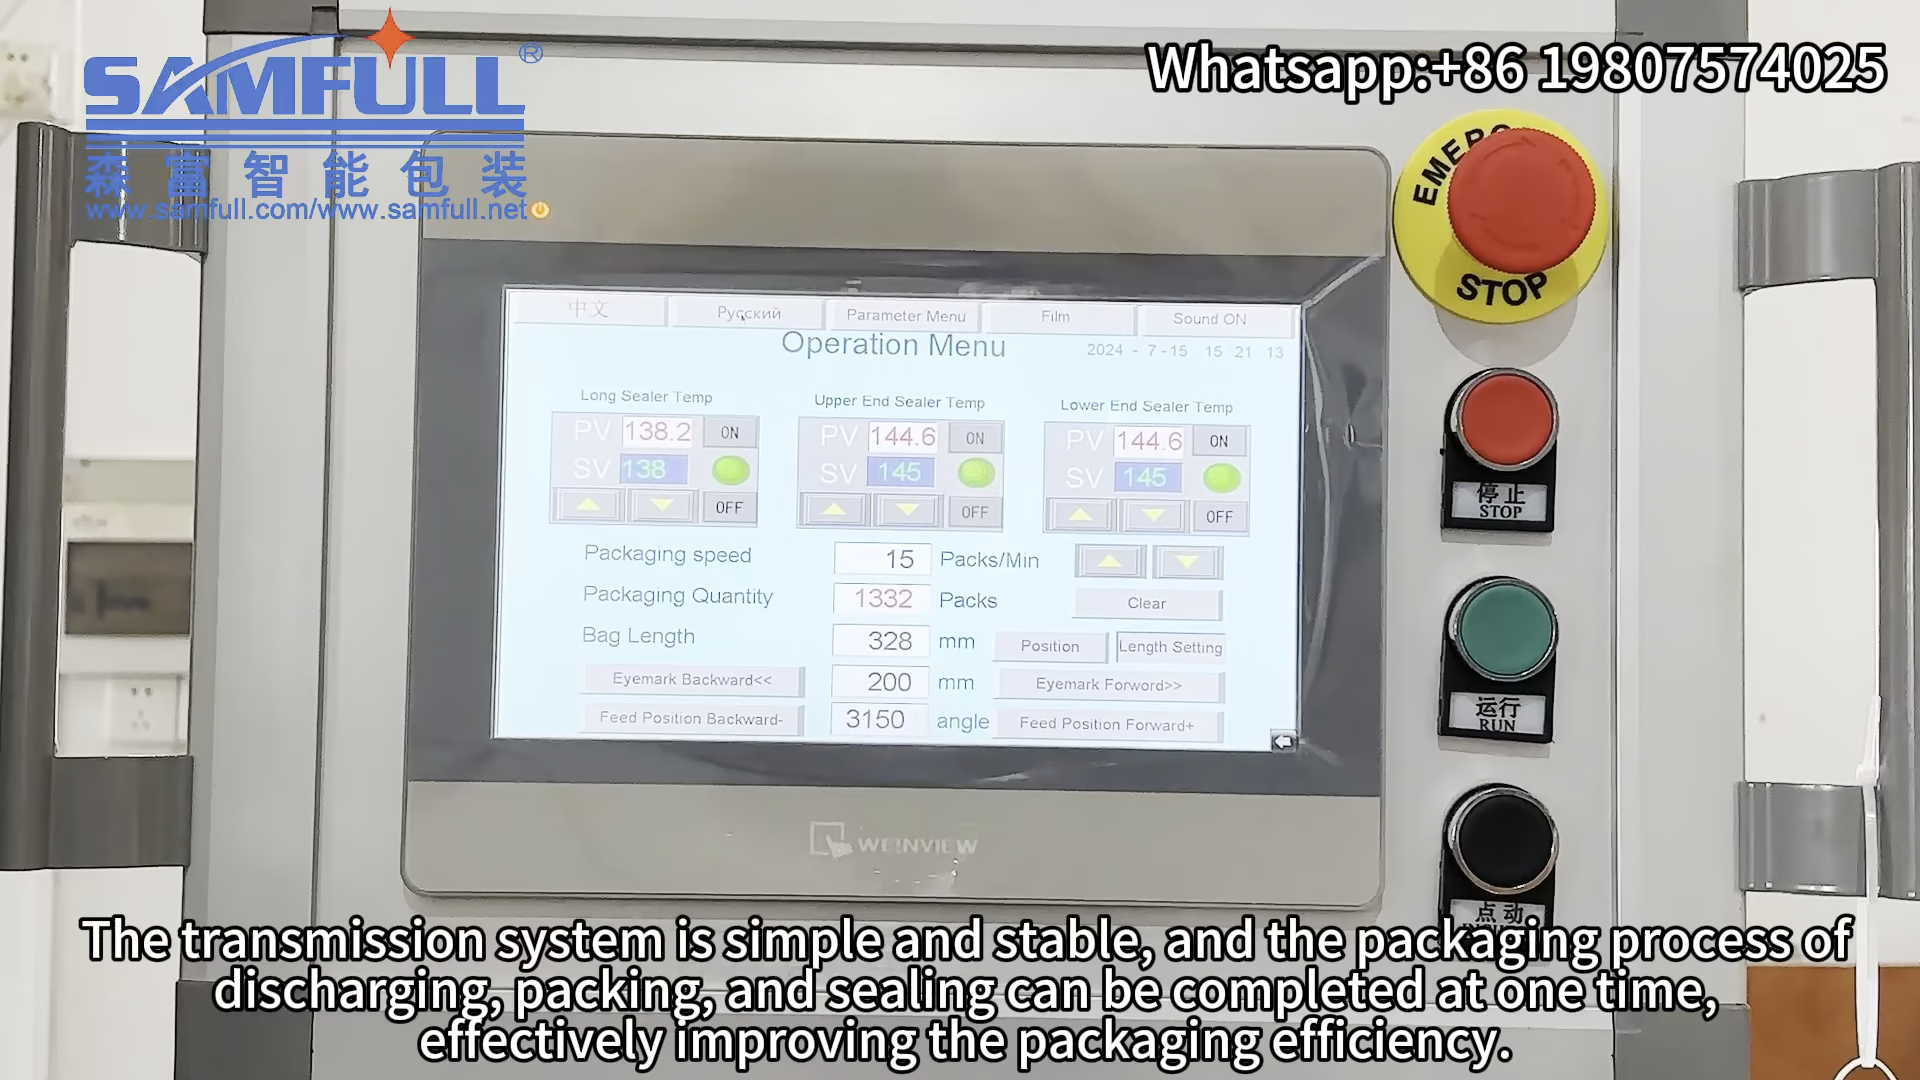 SAMFULL®
森富智能包装
www.samfull.com/www.samfull.net
Whatsapp:+86 19807574025
EMERG
STOP
中文 Русский Parameter Menu Film Sound ON
Operation Menu
2024 - 7 - 15 15 21 13
Long Sealer Temp Upper End Sealer Temp Lower End Sealer Temp
PV 138.2 ON PV 144.6 ON PV 144.6 ON
SV 138 SV 145 SV 145
OFF OFF OFF
Packaging speed 15 Packs/Min
Packaging Quantity 1332 Packs Clear
Bag Length 328 mm Position Length Setting
Eyemark Backward<< 200 mm Eyemark Forword>>
Feed Position Backward- 3150 angle Feed Position Forward+
WEINVIEW
停止
STOP
运行
RUN
点动
The transmission system is simple and stable, and the packaging process of
discharging, packing, and sealing can be completed at one time,
effectively improving the packaging efficiency.